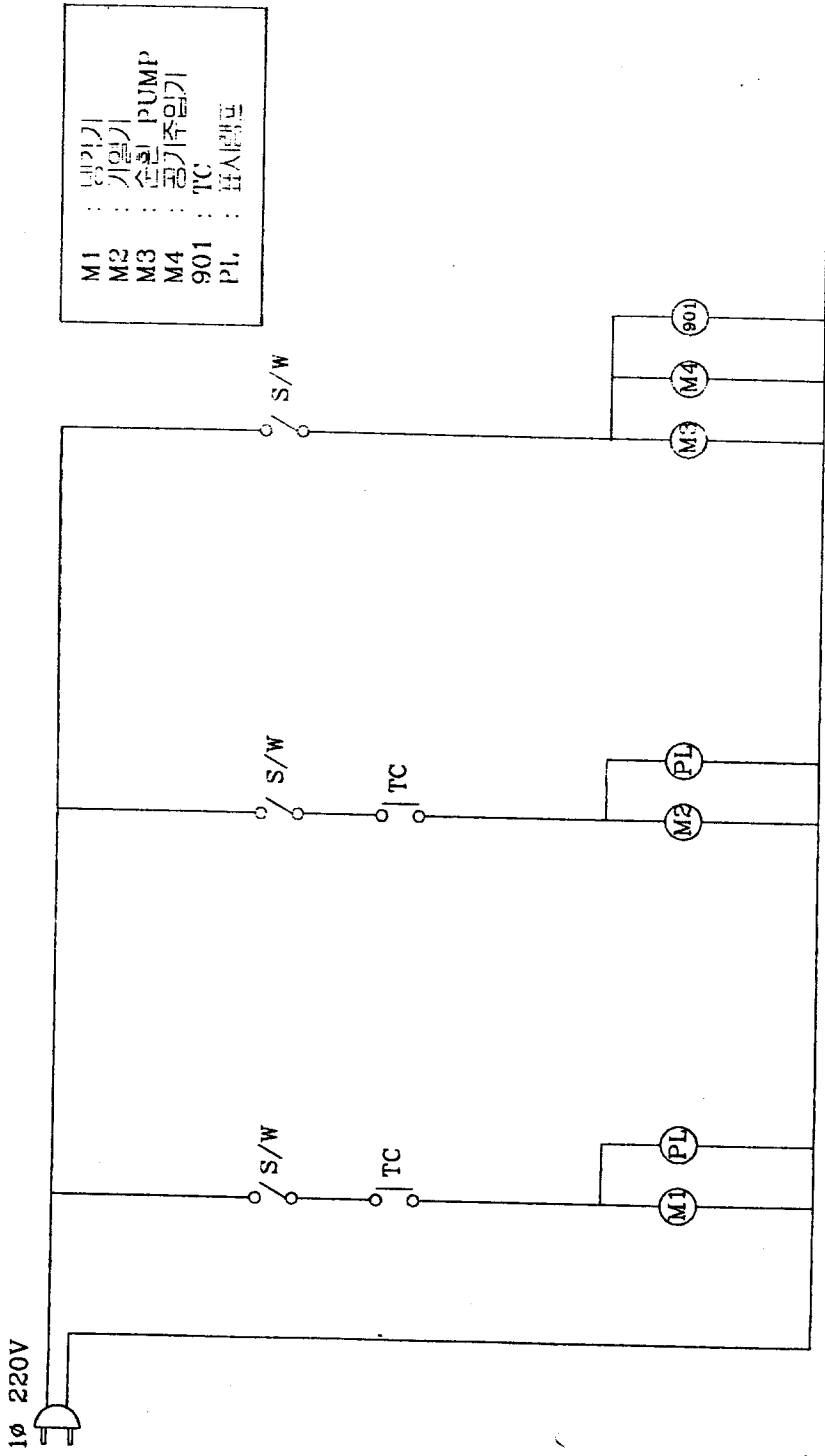 1ø 220V
S/W
TC
M1
PL
S/W
TC
M2
PL
S/W
M3
M4
901
M1 : 냉각기
M2 : 가열기
M3 : 순환 PUMP
M4 : 공기주입기
901 : TC
PL : 표시램프